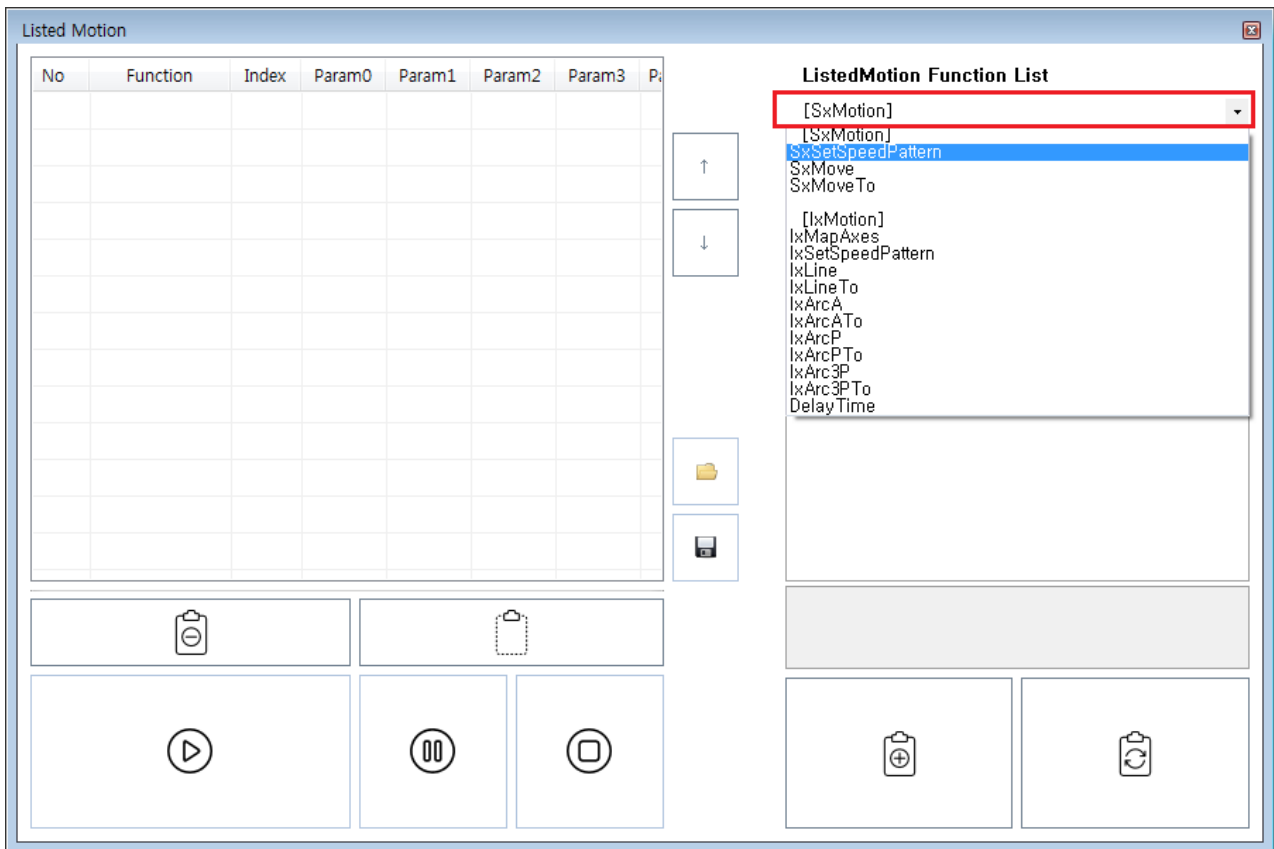 Listed Motion
No Function Index Param0 Param1 Param2 Param3 Pa
ListedMotion Function List
[SxMotion]
[SxMotion]
SxSetSpeedPattern
SxMove
SxMoveTo
[IxMotion]
IxMapAxes
IxSetSpeedPattern
IxLine
IxLineTo
IxArcA
IxArcATo
IxArcP
IxArcPTo
IxArc3P
IxArc3PTo
DelayTime
↑
↓